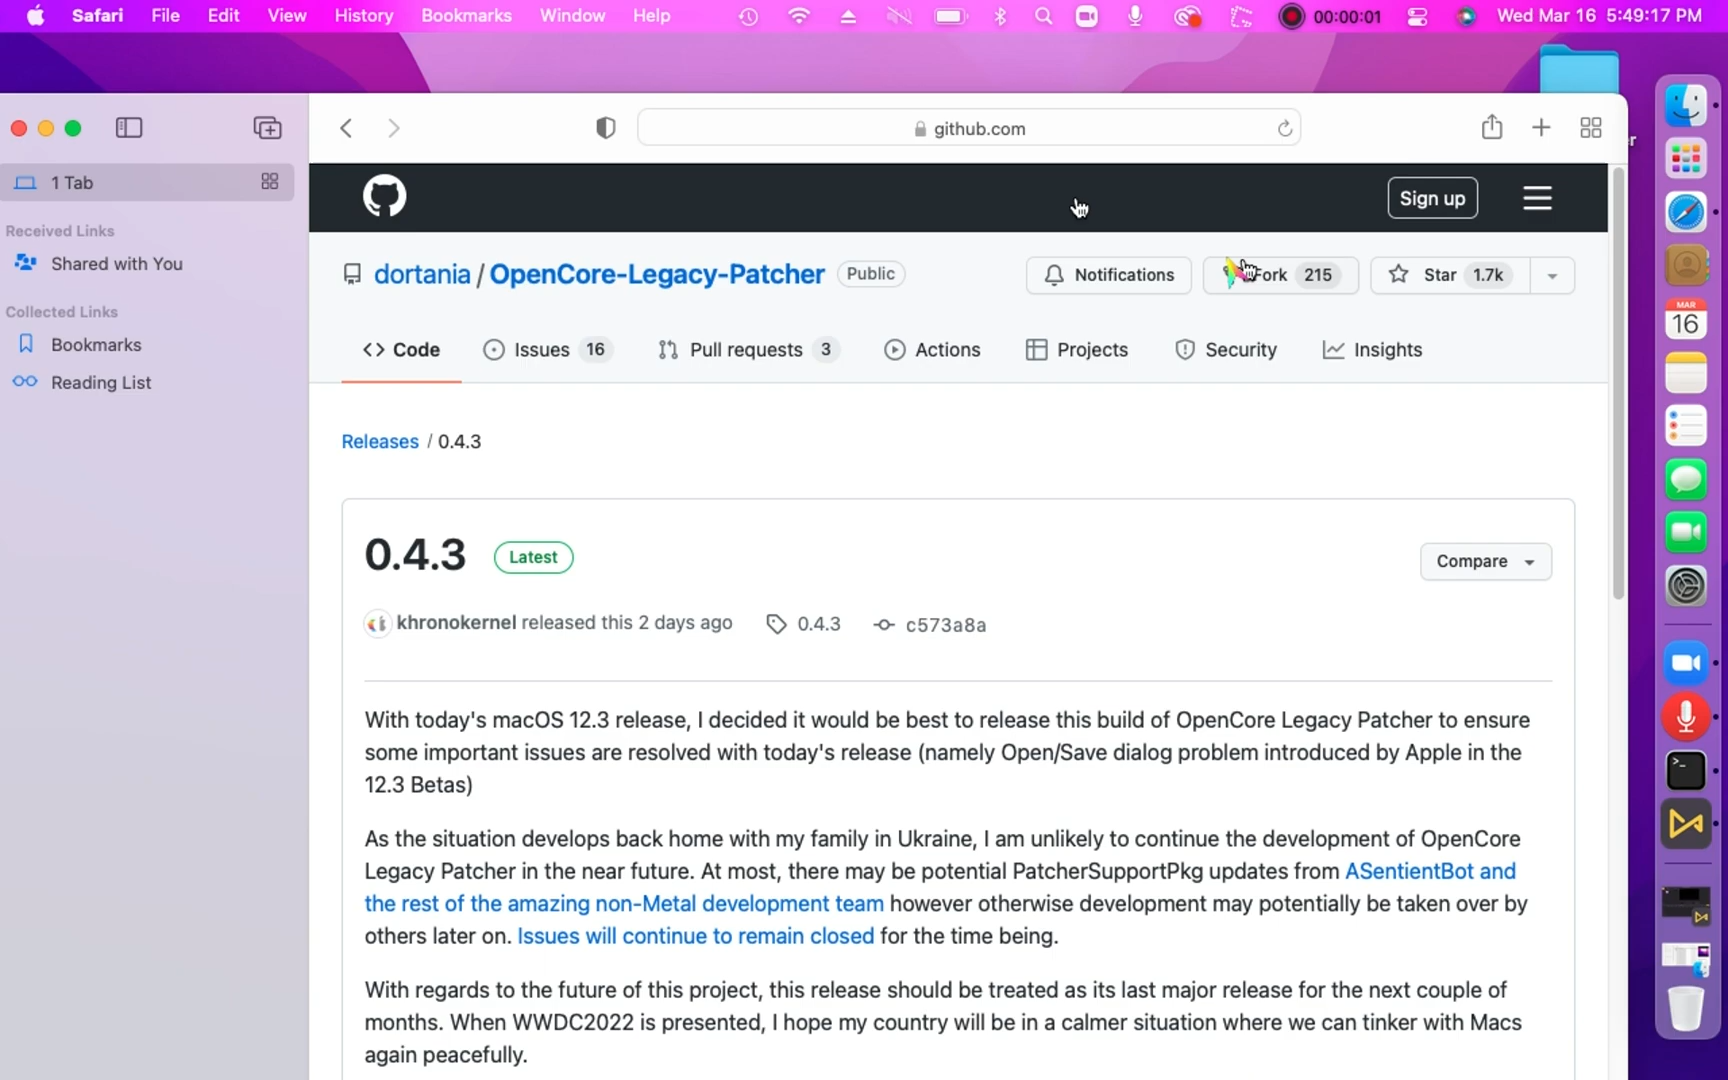 Safari File Edit View History Bookmarks Window Help 00:00:01 Wed Mar 16 5:49:17 PM
github.com
1 Tab
Received Links
Shared with You
Collected Links
Bookmarks
Reading List
Sign up
dortania / OpenCore-Legacy-Patcher Public Notifications Fork 215 Star 1.7k
Code Issues 16 Pull requests 3 Actions Projects Security Insights
Releases / 0.4.3
0.4.3 Latest Compare
khronokernel released this 2 days ago 0.4.3 c573a8a
With today's macOS 12.3 release, I decided it would be best to release this build of OpenCore Legacy Patcher to ensure
some important issues are resolved with today's release (namely Open/Save dialog problem introduced by Apple in the
12.3 Betas)
As the situation develops back home with my family in Ukraine, I am unlikely to continue the development of OpenCore
Legacy Patcher in the near future. At most, there may be potential PatcherSupportPkg updates from ASentientBot and
the rest of the amazing non-Metal development team however otherwise development may potentially be taken over by
others later on. Issues will continue to remain closed for the time being.
With regards to the future of this project, this release should be treated as its last major release for the next couple of
months. When WWDC2022 is presented, I hope my country will be in a calmer situation where we can tinker with Macs
again peacefully.
MAR
16